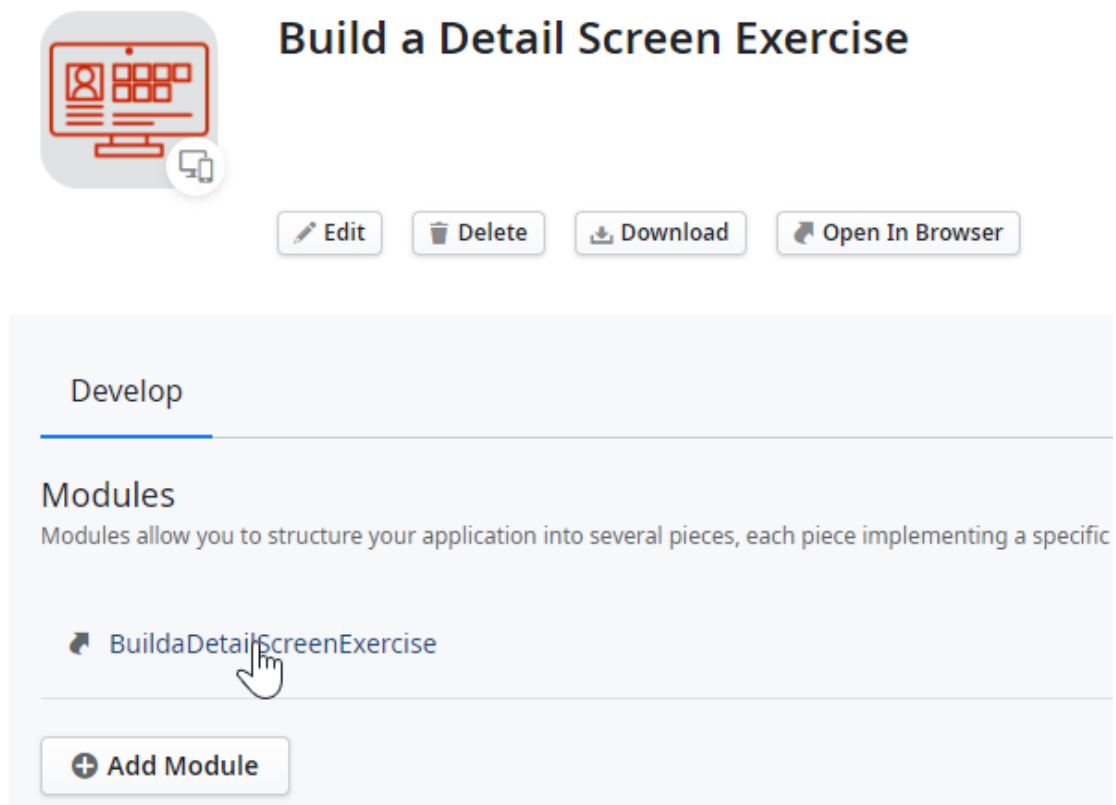 Build a Detail Screen Exercise
Edit Delete Download Open In Browser
Develop
Modules
Modules allow you to structure your application into several pieces, each piece implementing a specific
BuildaDetailScreenExercise
Add Module